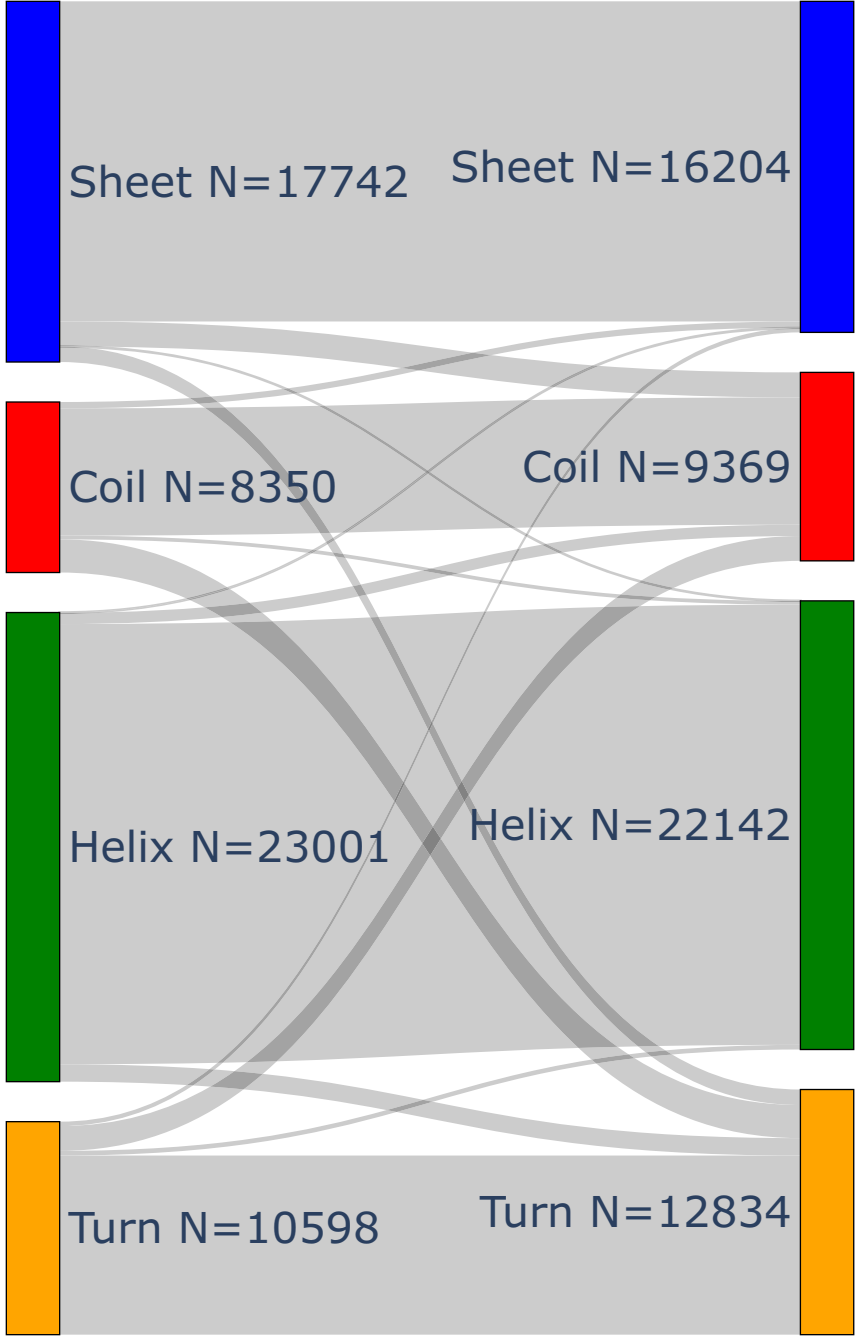 Sheet N=17742
Sheet N=16204
Coil N=8350
Coil N=9369
Helix N=23001
Helix N=22142
Turn N=10598
Turn N=12834